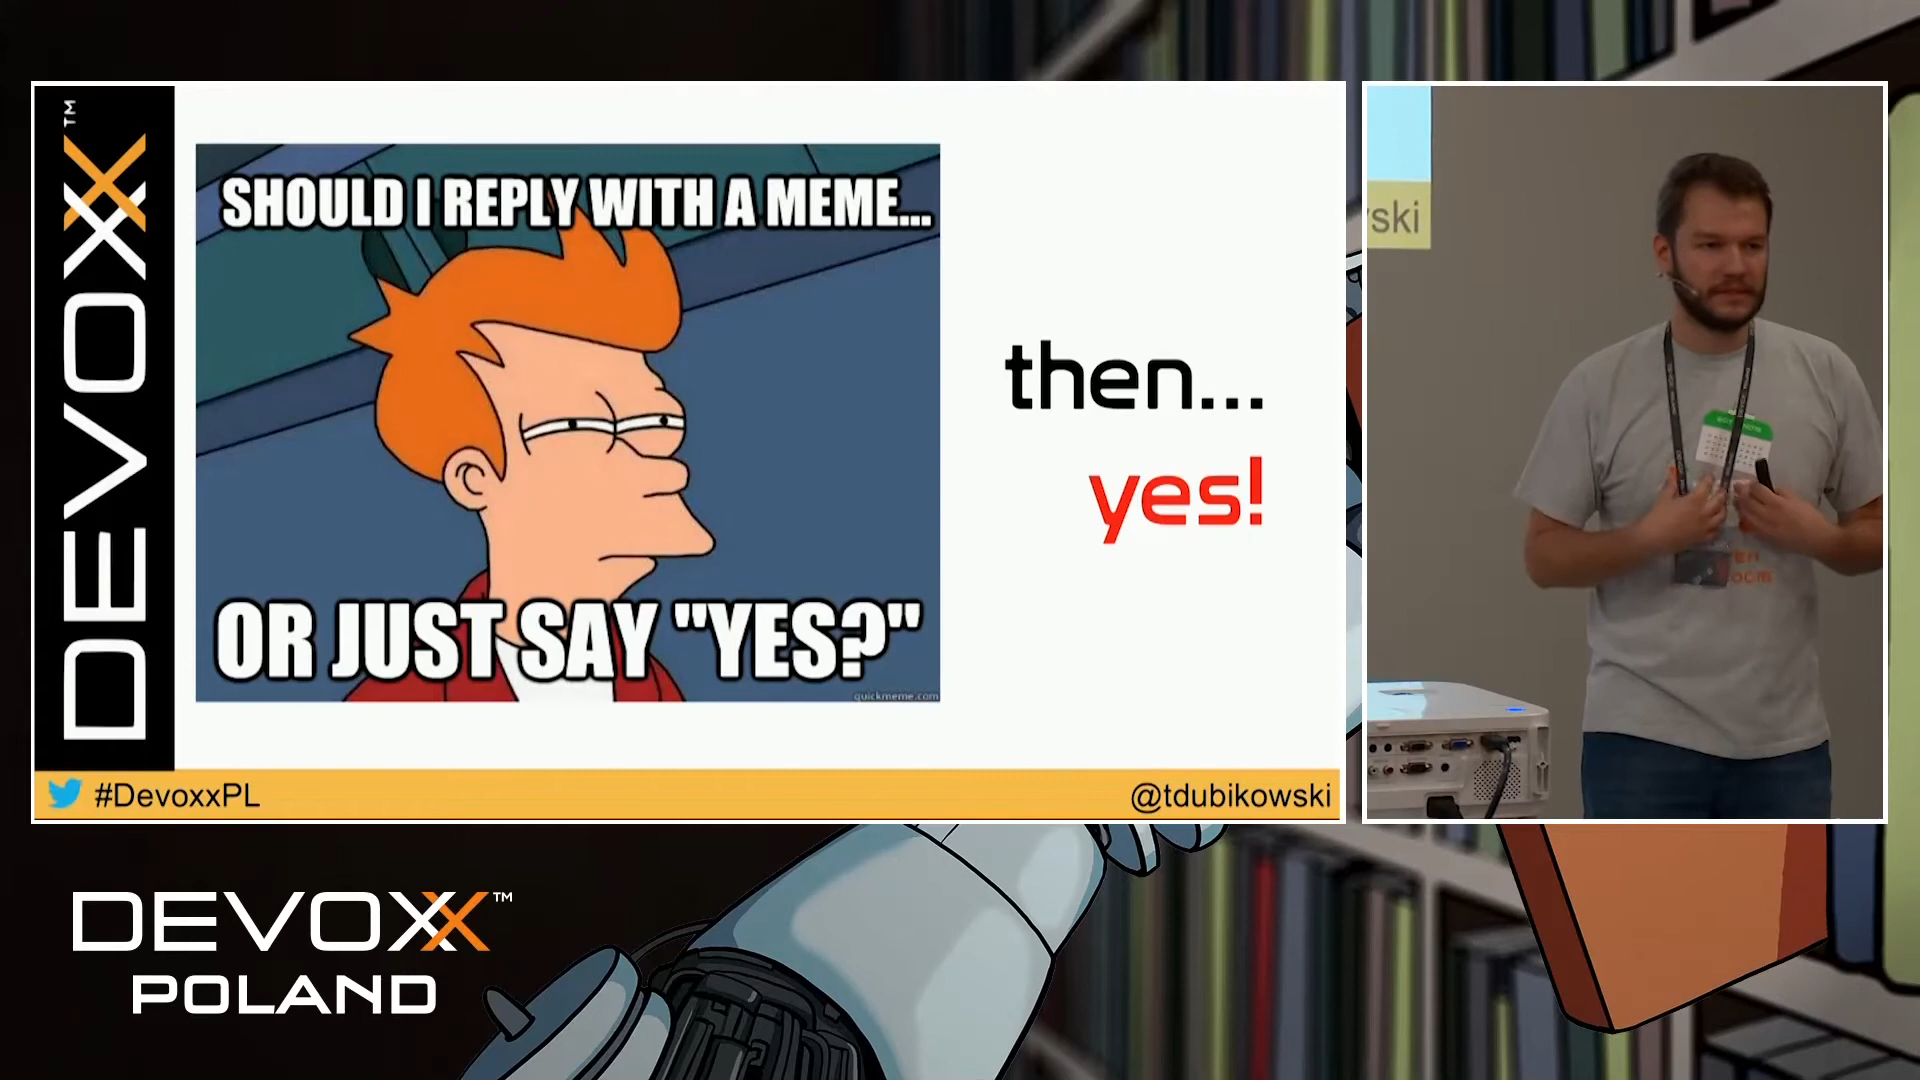 DEVOXX™
SHOULD I REPLY WITH A MEME...
OR JUST SAY "YES?"
quickmeme.com
then...
yes!
#DevoxxPL
@tdubikowski
ski
DEVOXX™
POLAND